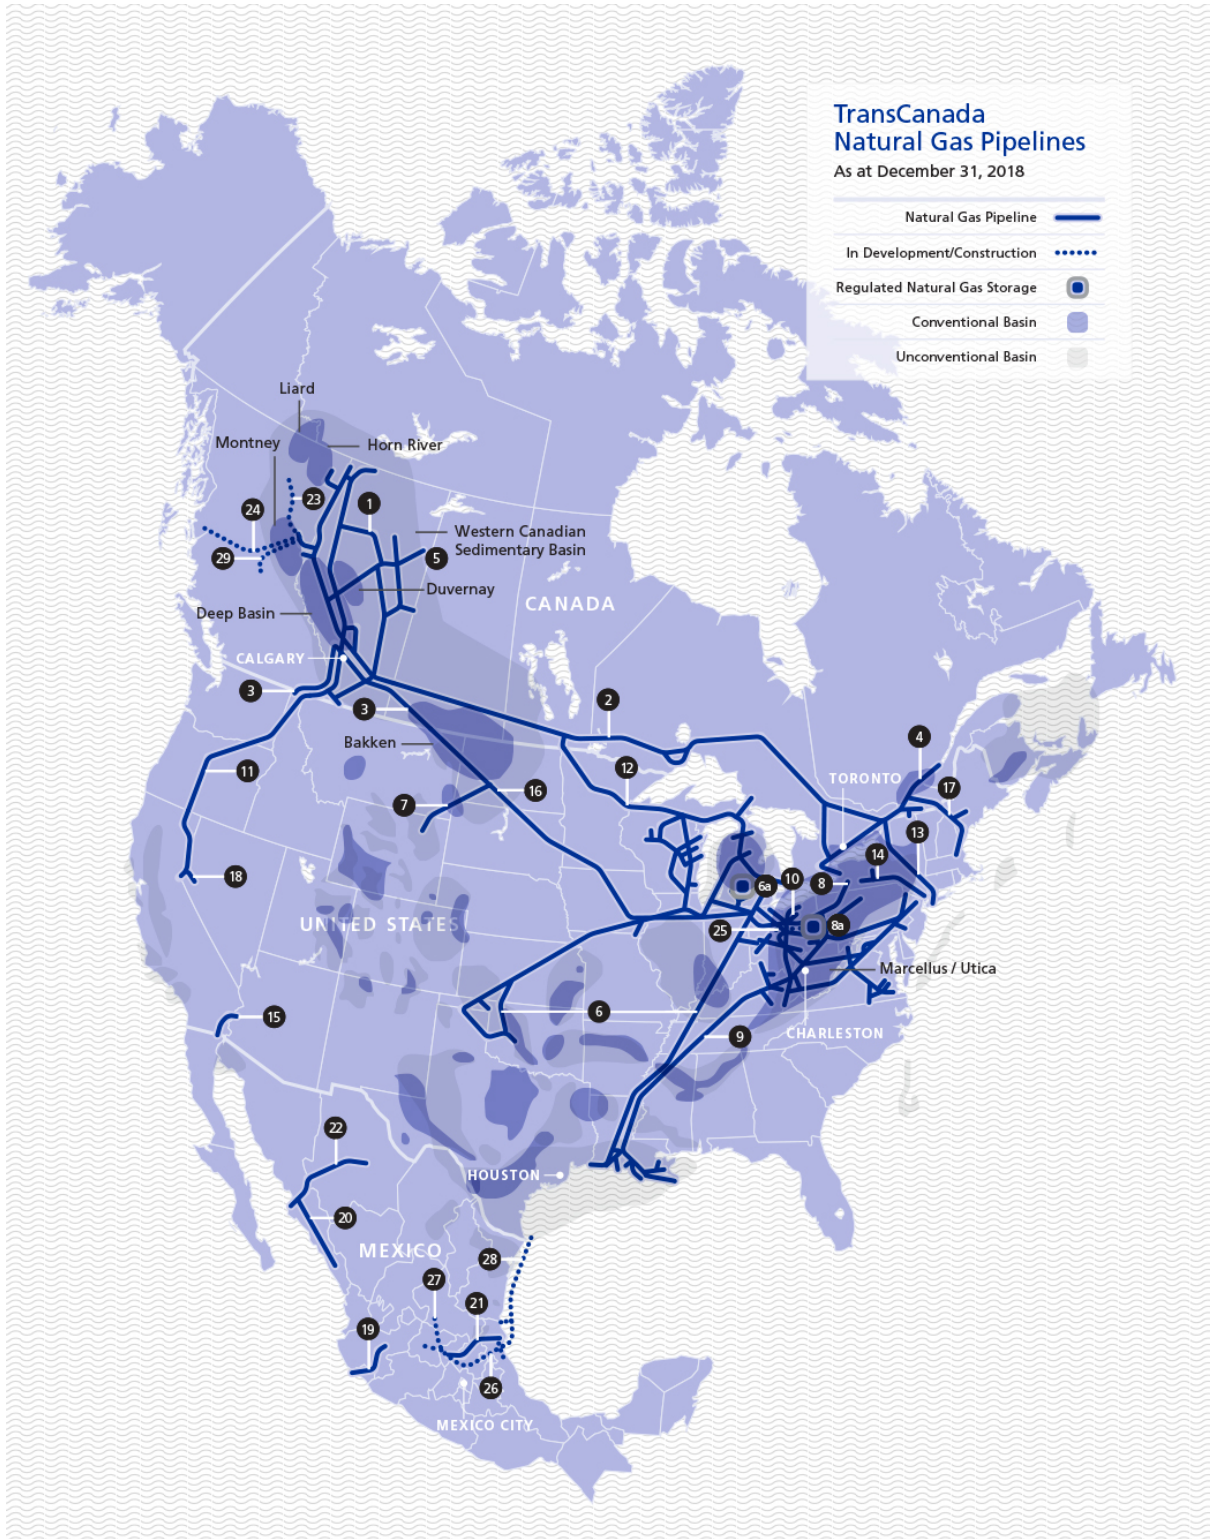 TransCanada
Natural Gas Pipelines
As at December 31, 2018
Natural Gas Pipeline
In Development/Construction
Regulated Natural Gas Storage
Conventional Basin
Unconventional Basin
Liard
Montney
Horn River
23
24
1
Western Canadian
Sedimentary Basin
29
5
Duvernay
CANADA
Deep Basin
CALGARY
3
2
3
4
Bakken
12
TORONTO
11
17
16
7
13
14
18
6a
10
8
UNITED STATES
25
8a
Marcellus / Utica
15
6
9
CHARLESTON
22
HOUSTON
20
MEXICO
28
27
21
19
26
MEXICO CITY